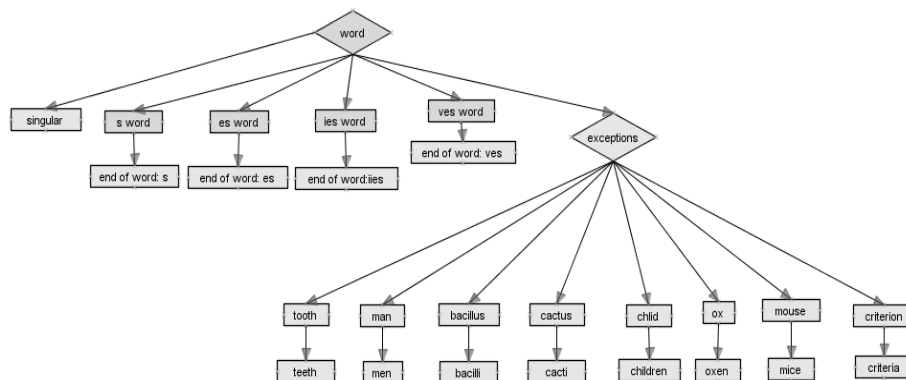 word
singular
s word
es word
ies word
ves word
exceptions
end of word: s
end of word: es
end of word:iies
end of word: ves
tooth
man
bacillus
cactus
chlid
ox
mouse
criterion
teeth
men
bacilli
cacti
children
oxen
mice
criteria